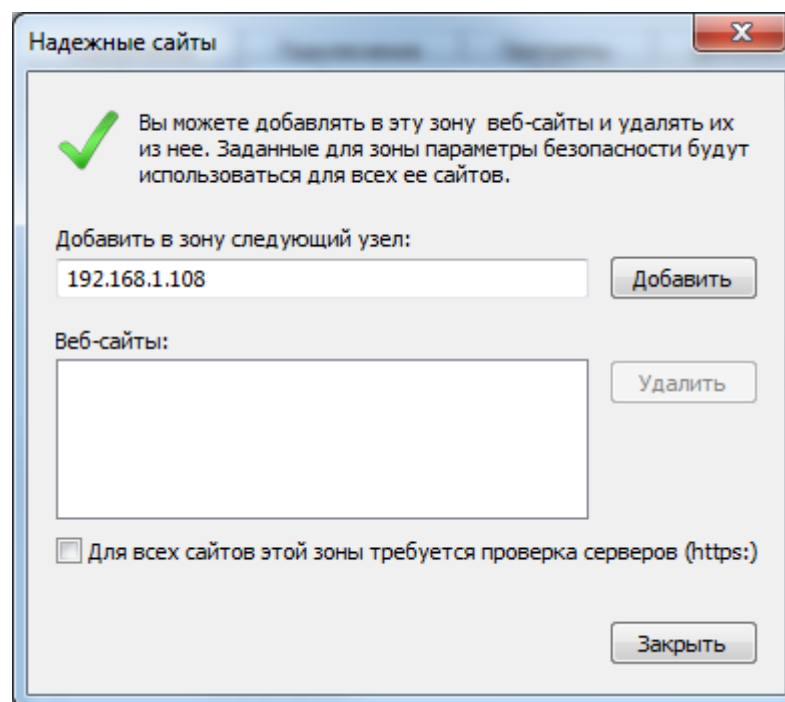 Надежные сайты
Вы можете добавлять в эту зону веб-сайты и удалять их
из нее. Заданные для зоны параметры безопасности будут
использоваться для всех ее сайтов.
Добавить в зону следующий узел:
192.168.1.108
Добавить
Веб-сайты:
Удалить
Для всех сайтов этой зоны требуется проверка серверов (https:)
Закрыть